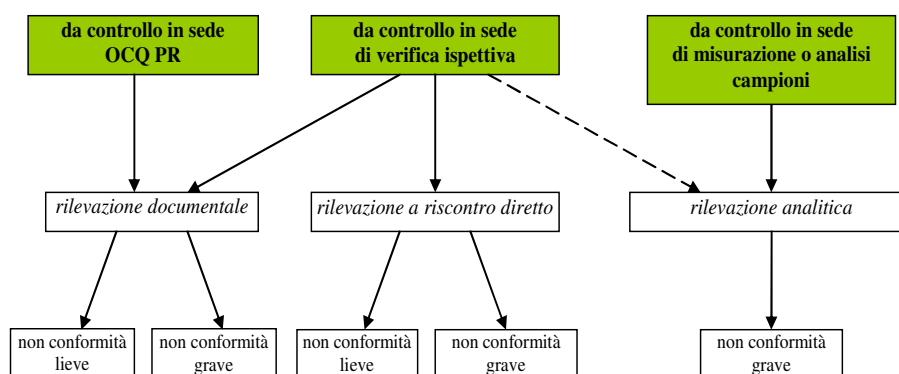 da controllo in sede
OCQ PR
da controllo in sede
di verifica ispettiva
da controllo in sede
di misurazione o analisi
campioni
rilevazione documentale
rilevazione a riscontro diretto
rilevazione analitica
non conformità
lieve
non conformità
grave
non conformità
lieve
non conformità
grave
non conformità
grave